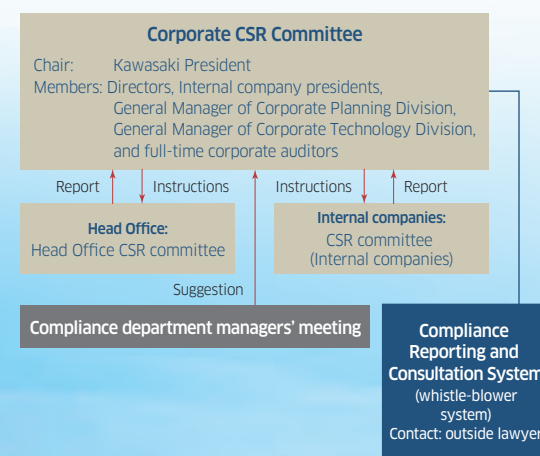 Corporate CSR Committee
Chair: Kawasaki President
Members: Directors, Internal company presidents,
General Manager of Corporate Planning Division,
General Manager of Corporate Technology Division,
and full-time corporate auditors
Report
Instructions
Instructions
Report
Head Office:
Head Office CSR committee
Internal companies:
CSR committee
(Internal companies)
Suggestion
Compliance department managers' meeting
Compliance
Reporting and
Consultation System
(whistle-blower
system)
Contact: outside lawyer